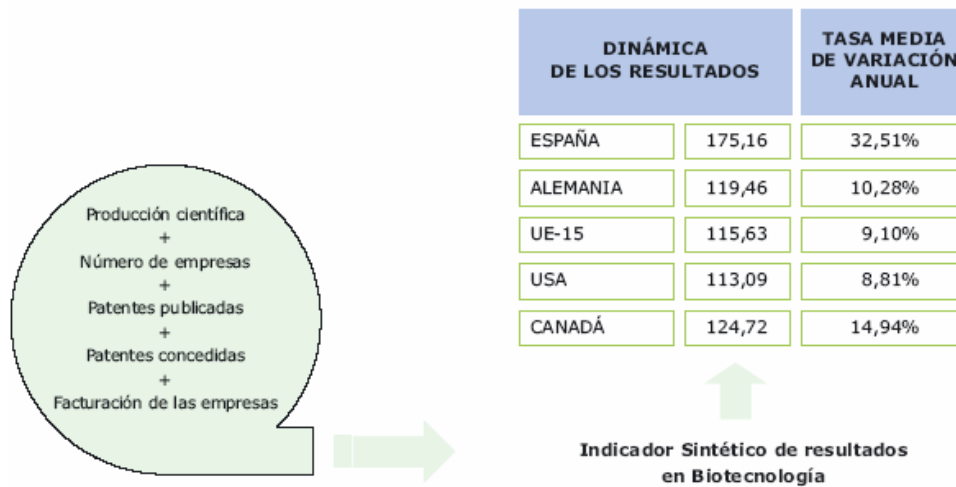 DINÁMICA
DE LOS RESULTADOS
TASA MEDIA
DE VARIACIÓN
ANUAL
ESPAÑA 175,16 32,51%
ALEMANIA 119,46 10,28%
UE-15 115,63 9,10%
USA 113,09 8,81%
CANADÁ 124,72 14,94%
Producción científica
+
Número de empresas
+
Patentes publicadas
+
Patentes concedidas
+
Facturación de las empresas
Indicador Sintético de resultados
en Biotecnología